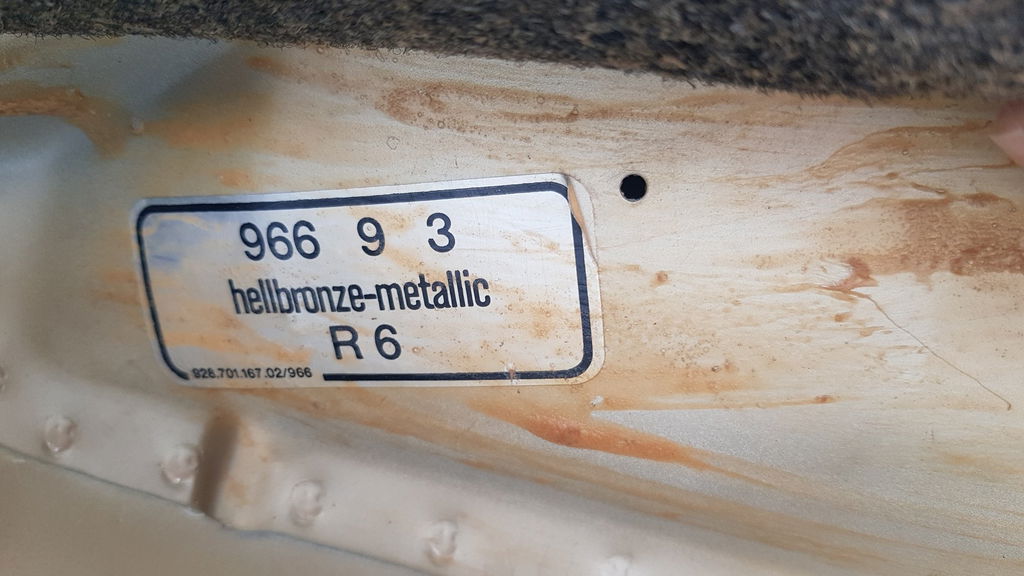 966 9 3
hellbronze-metallic
R 6
928.701.167.02/966